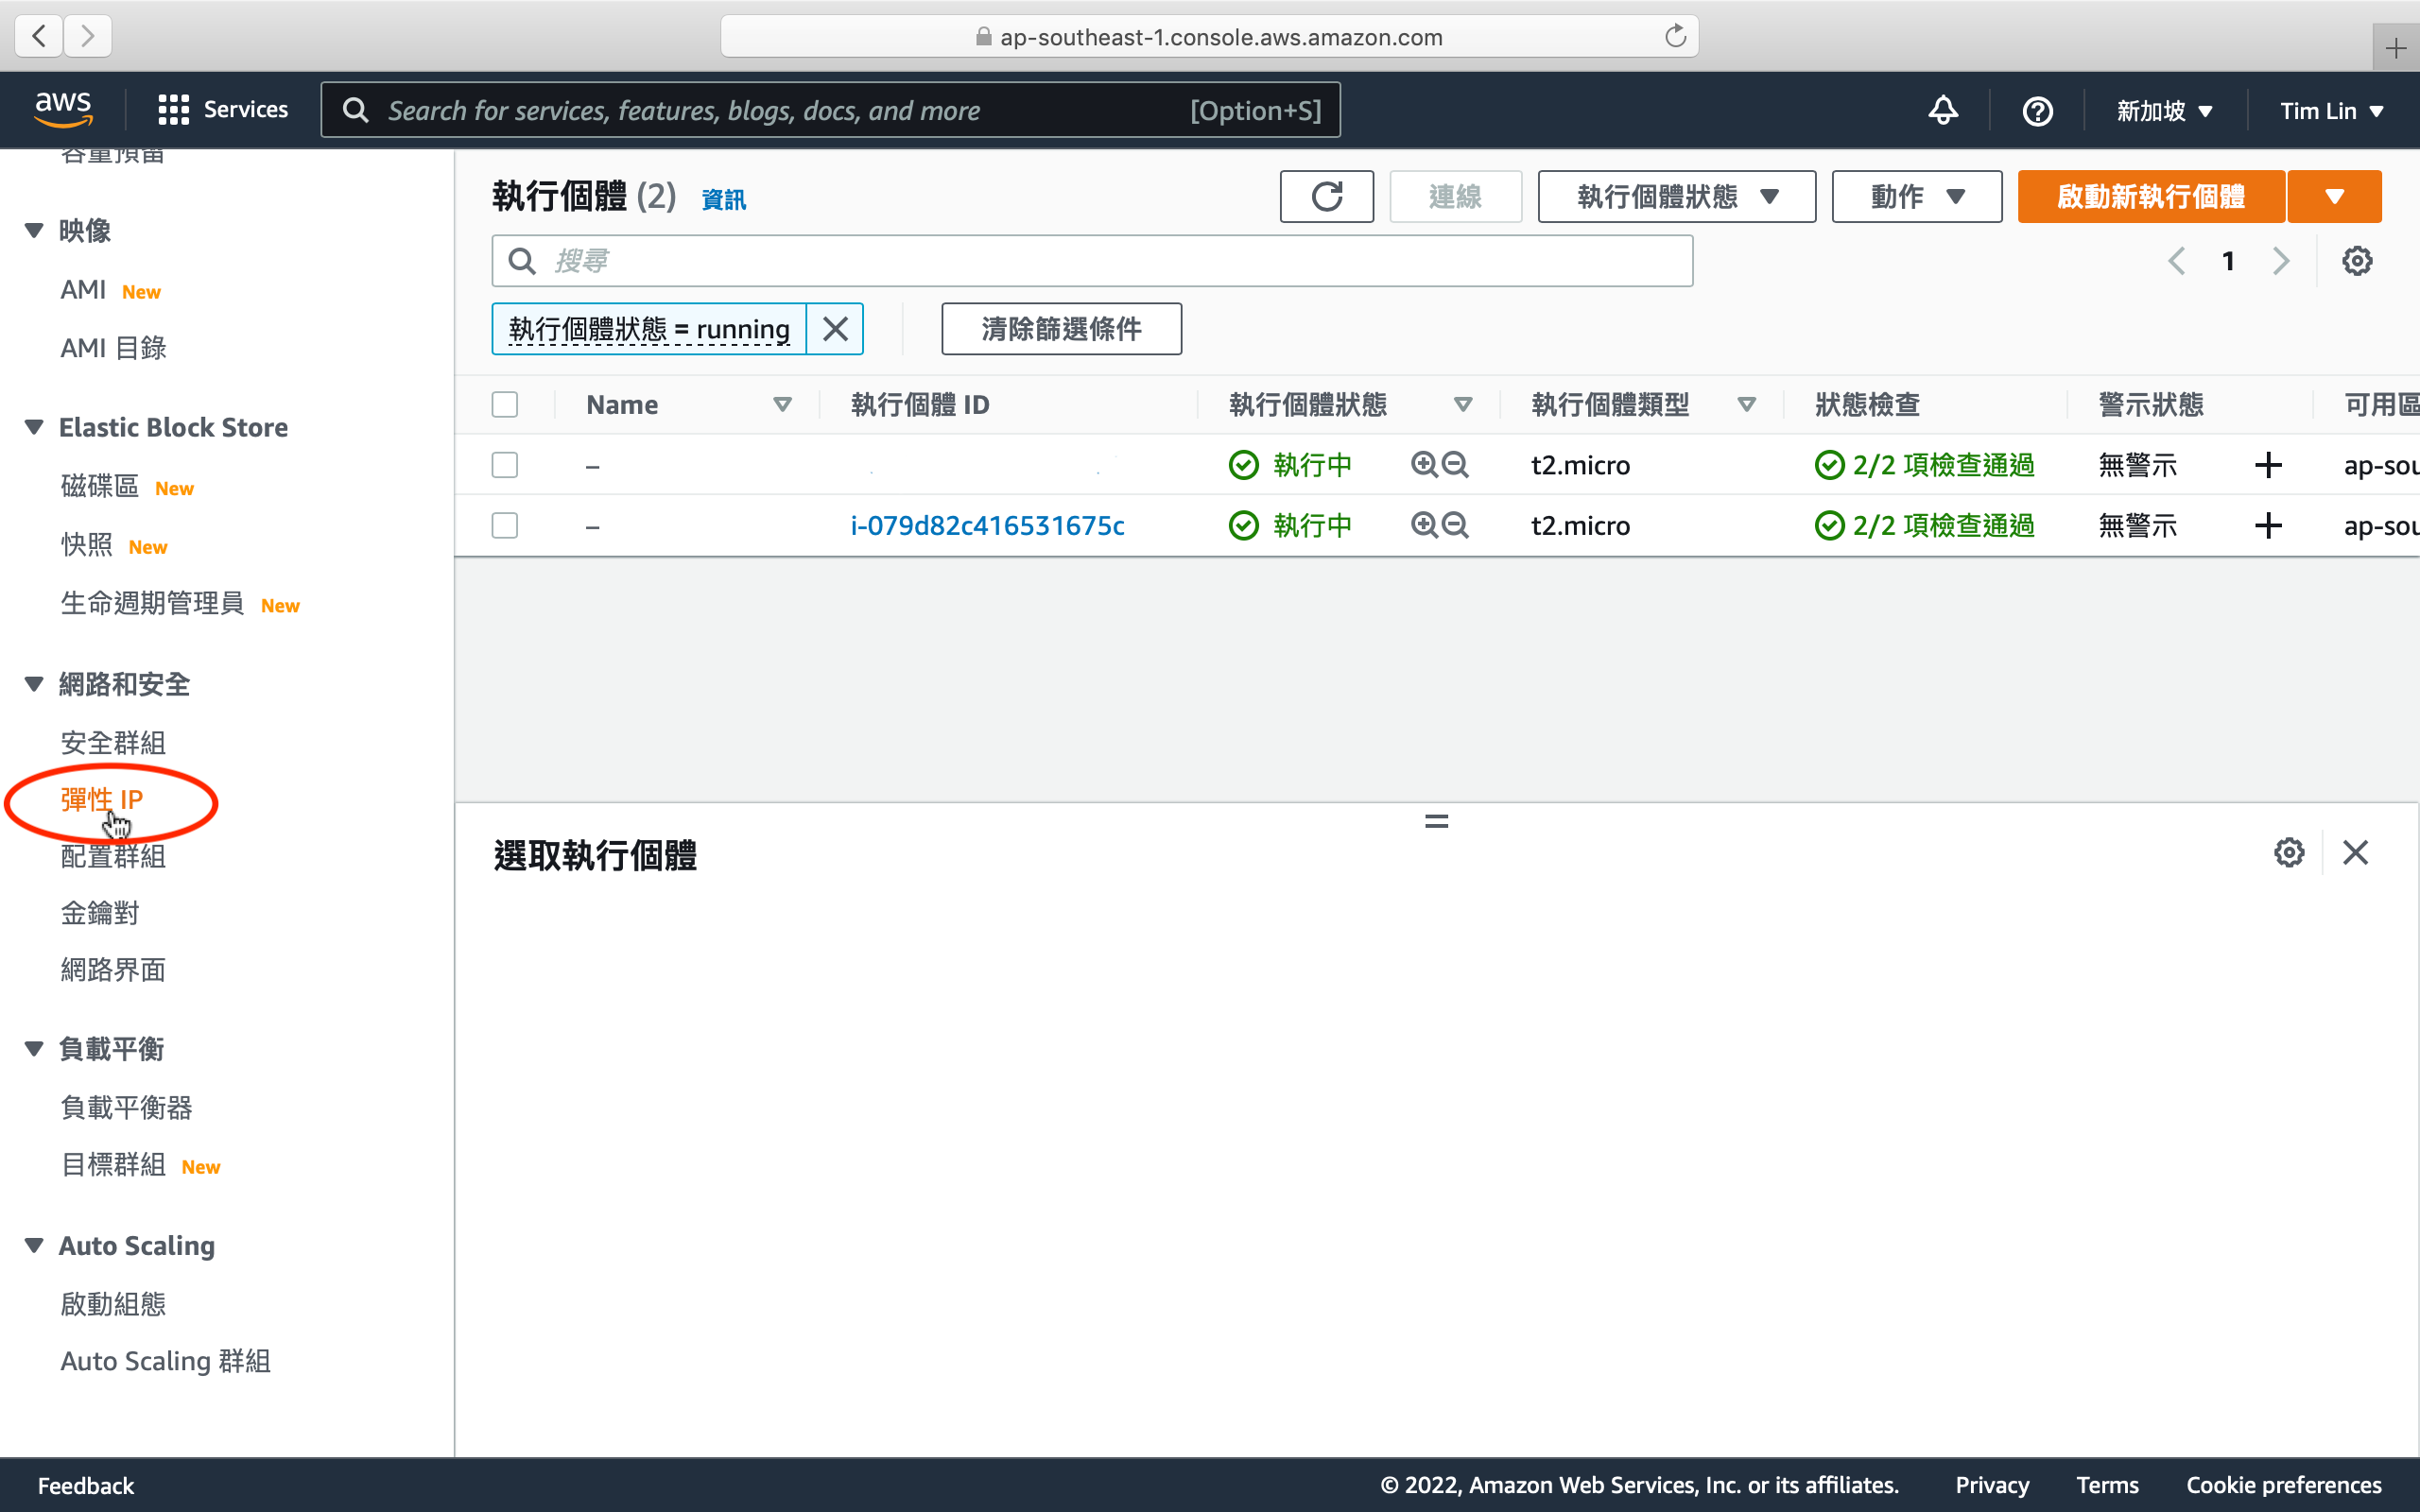 ap-southeast-1.console.aws.amazon.com
aws Services Search for services, features, blogs, docs, and more [Option+S] 新加坡 Tim Lin
容量預留
映像
AMI New
AMI 目錄
Elastic Block Store
磁碟區 New
快照 New
生命週期管理員 New
網路和安全
安全群組
彈性 IP
配置群組
金鑰對
網路界面
負載平衡
負載平衡器
目標群組 New
Auto Scaling
啟動組態
Auto Scaling 群組
執行個體 (2) 資訊 連線 執行個體狀態 動作 啟動新執行個體
搜尋 1
執行個體狀態 = running 清除篩選條件
Name 執行個體 ID 執行個體狀態 執行個體類型 狀態檢查 警示狀態 可用區
– 執行中 t2.micro 2/2 項檢查通過 無警示 ap-sou
– i-079d82c416531675c 執行中 t2.micro 2/2 項檢查通過 無警示 ap-sou
選取執行個體
Feedback © 2022, Amazon Web Services, Inc. or its affiliates. Privacy Terms Cookie preferences